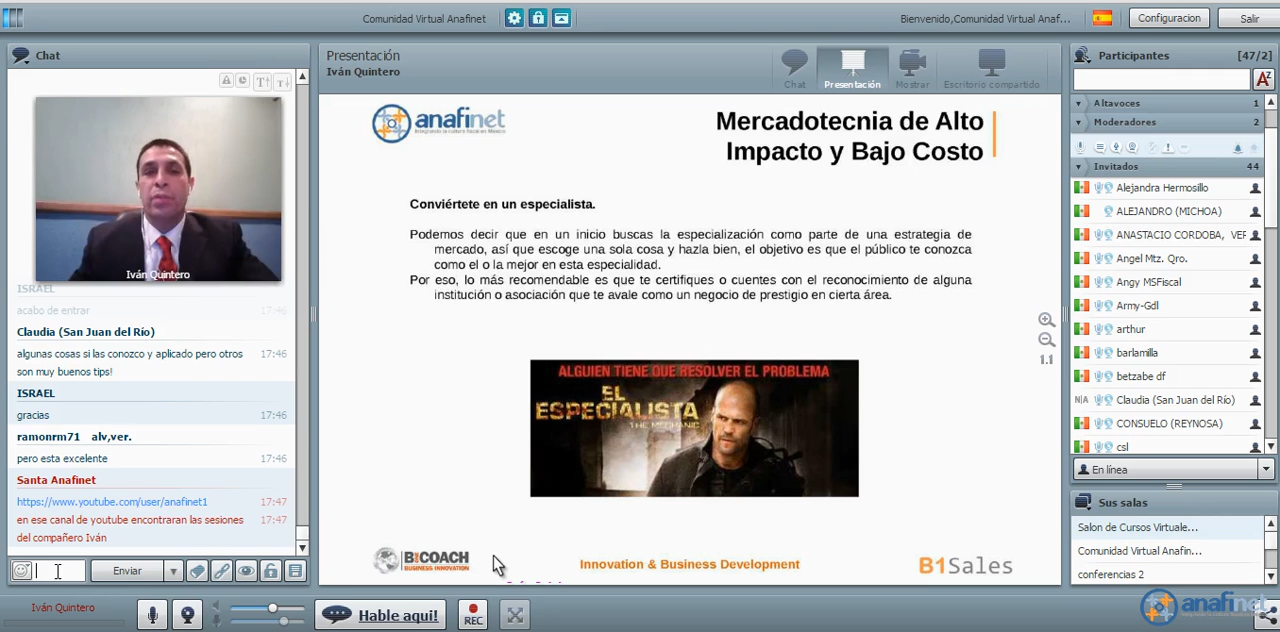 Comunidad Virtual Anafinet
Bienvenido,Comunidad Virtual Anaf...
Configuracion
Salir
Chat
Iván Quintero
ISRAEL
acabo de entrar 17:46
Claudia (San Juan del Río)
algunas cosas si las conozco y aplicado pero otros 17:46
son muy buenos tips!
ISRAEL
gracias 17:46
ramonrm71 alv,ver.
pero esta excelente 17:46
Santa Anafinet
https://www.youtube.com/user/anafinet1 17:47
en ese canal de youtube encontraran las sesiones 17:47
del compañero Iván
Enviar
Presentación
Iván Quintero
Chat
Presentación
Mostrar
Escritorio compartido
anafinet
Integrando la cultura fiscal en México
Mercadotecnia de Alto
Impacto y Bajo Costo
Conviértete en un especialista.
Podemos decir que en un inicio buscas la especialización como parte de una estrategia de
mercado, así que escoge una sola cosa y hazla bien, el objetivo es que el público te conozca
como el o la mejor en esta especialidad.
Por eso, lo más recomendable es que te certifiques o cuentes con el reconocimiento de alguna
institución o asociación que te avale como un negocio de prestigio en cierta área.
1.1
ALGUIEN TIENE QUE RESOLVER EL PROBLEMA
EL
ESPECIALISTA
THE MECHANIC
BUSINESS INNOVATION
Innovation & Business Development
B1Sales
Participantes [47/2]
Altavoces 1
Moderadores 2
Invitados 44
Alejandra Hermosillo
ALEJANDRO (MICHOA)
ANASTACIO CORDOBA, VER
Angel Mtz. Qro.
Angy MSFiscal
Army-Gdl
arthur
barlamilla
betzabe df
N/A Claudia (San Juan del Río)
CONSUELO (REYNOSA)
csl
En línea
Sus salas
Salon de Cursos Virtuale...
Comunidad Virtual Anafin...
conferencias 2
Iván Quintero
Hable aqui!
REC
anafinet